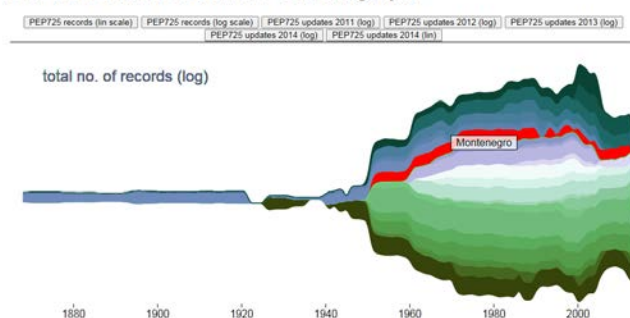 PEP725 records (lin scale) PEP725 records (log scale) PEP725 updates 2011 (log) PEP725 updates 2012 (log) PEP725 updates 2013 (log)
PEP725 updates 2014 (log) PEP725 updates 2014 (lin)
total no. of records (log)
Montenegro
1880 1900 1920 1940 1960 1980 2000